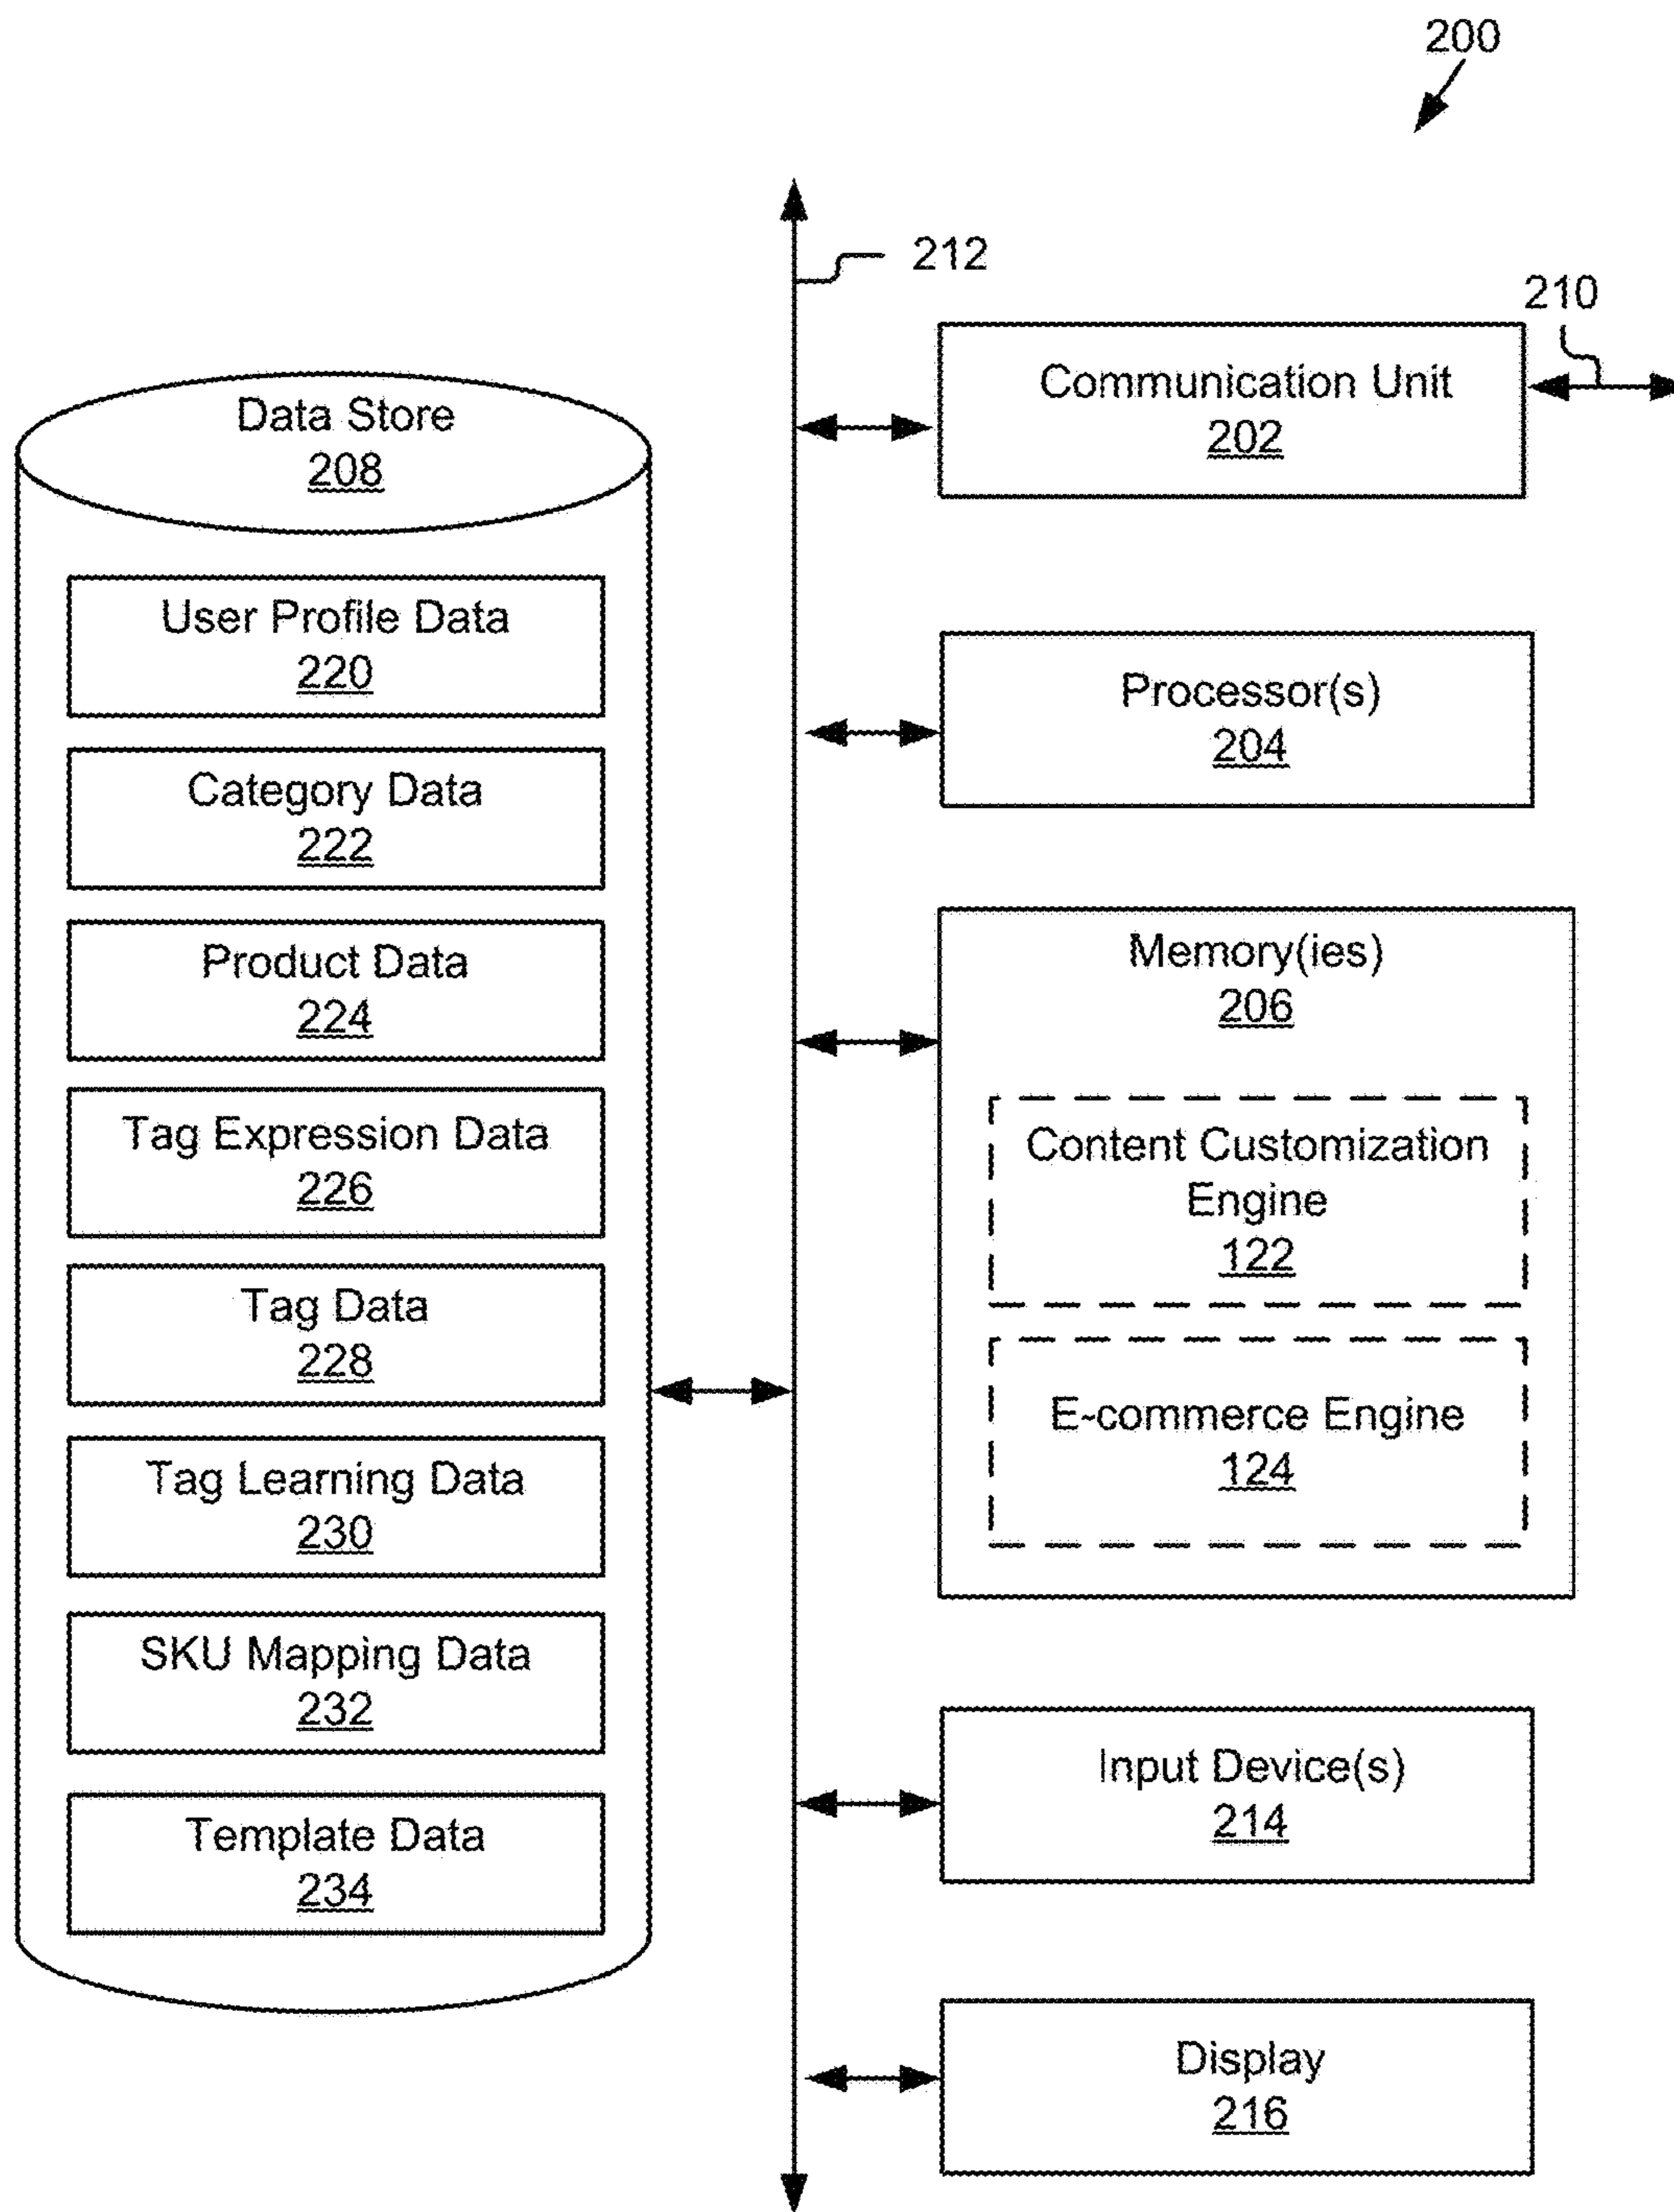 200
212
210
Communication Unit
202
Data Store
208
User Profile Data
220
Category Data
222
Product Data
224
Tag Expression Data
226
Tag Data
228
Tag Learning Data
230
SKU Mapping Data
232
Template Data
234
Processor(s)
204
Memory(ies)
206
Content Customization
Engine
122
E-commerce Engine
124
Input Device(s)
214
Display
216